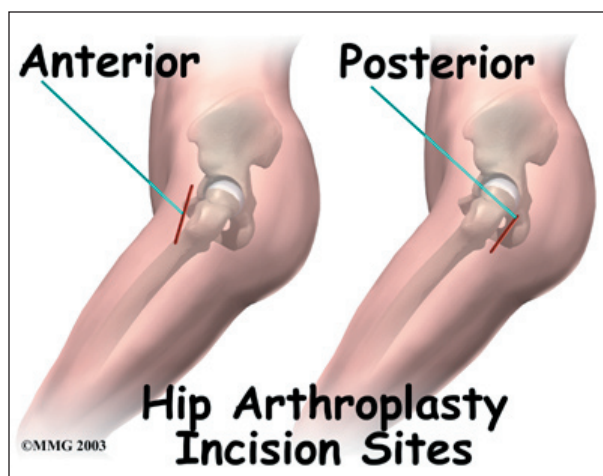 Anterior
Posterior
Hip Arthroplasty
Incision Sites
©MMG 2003